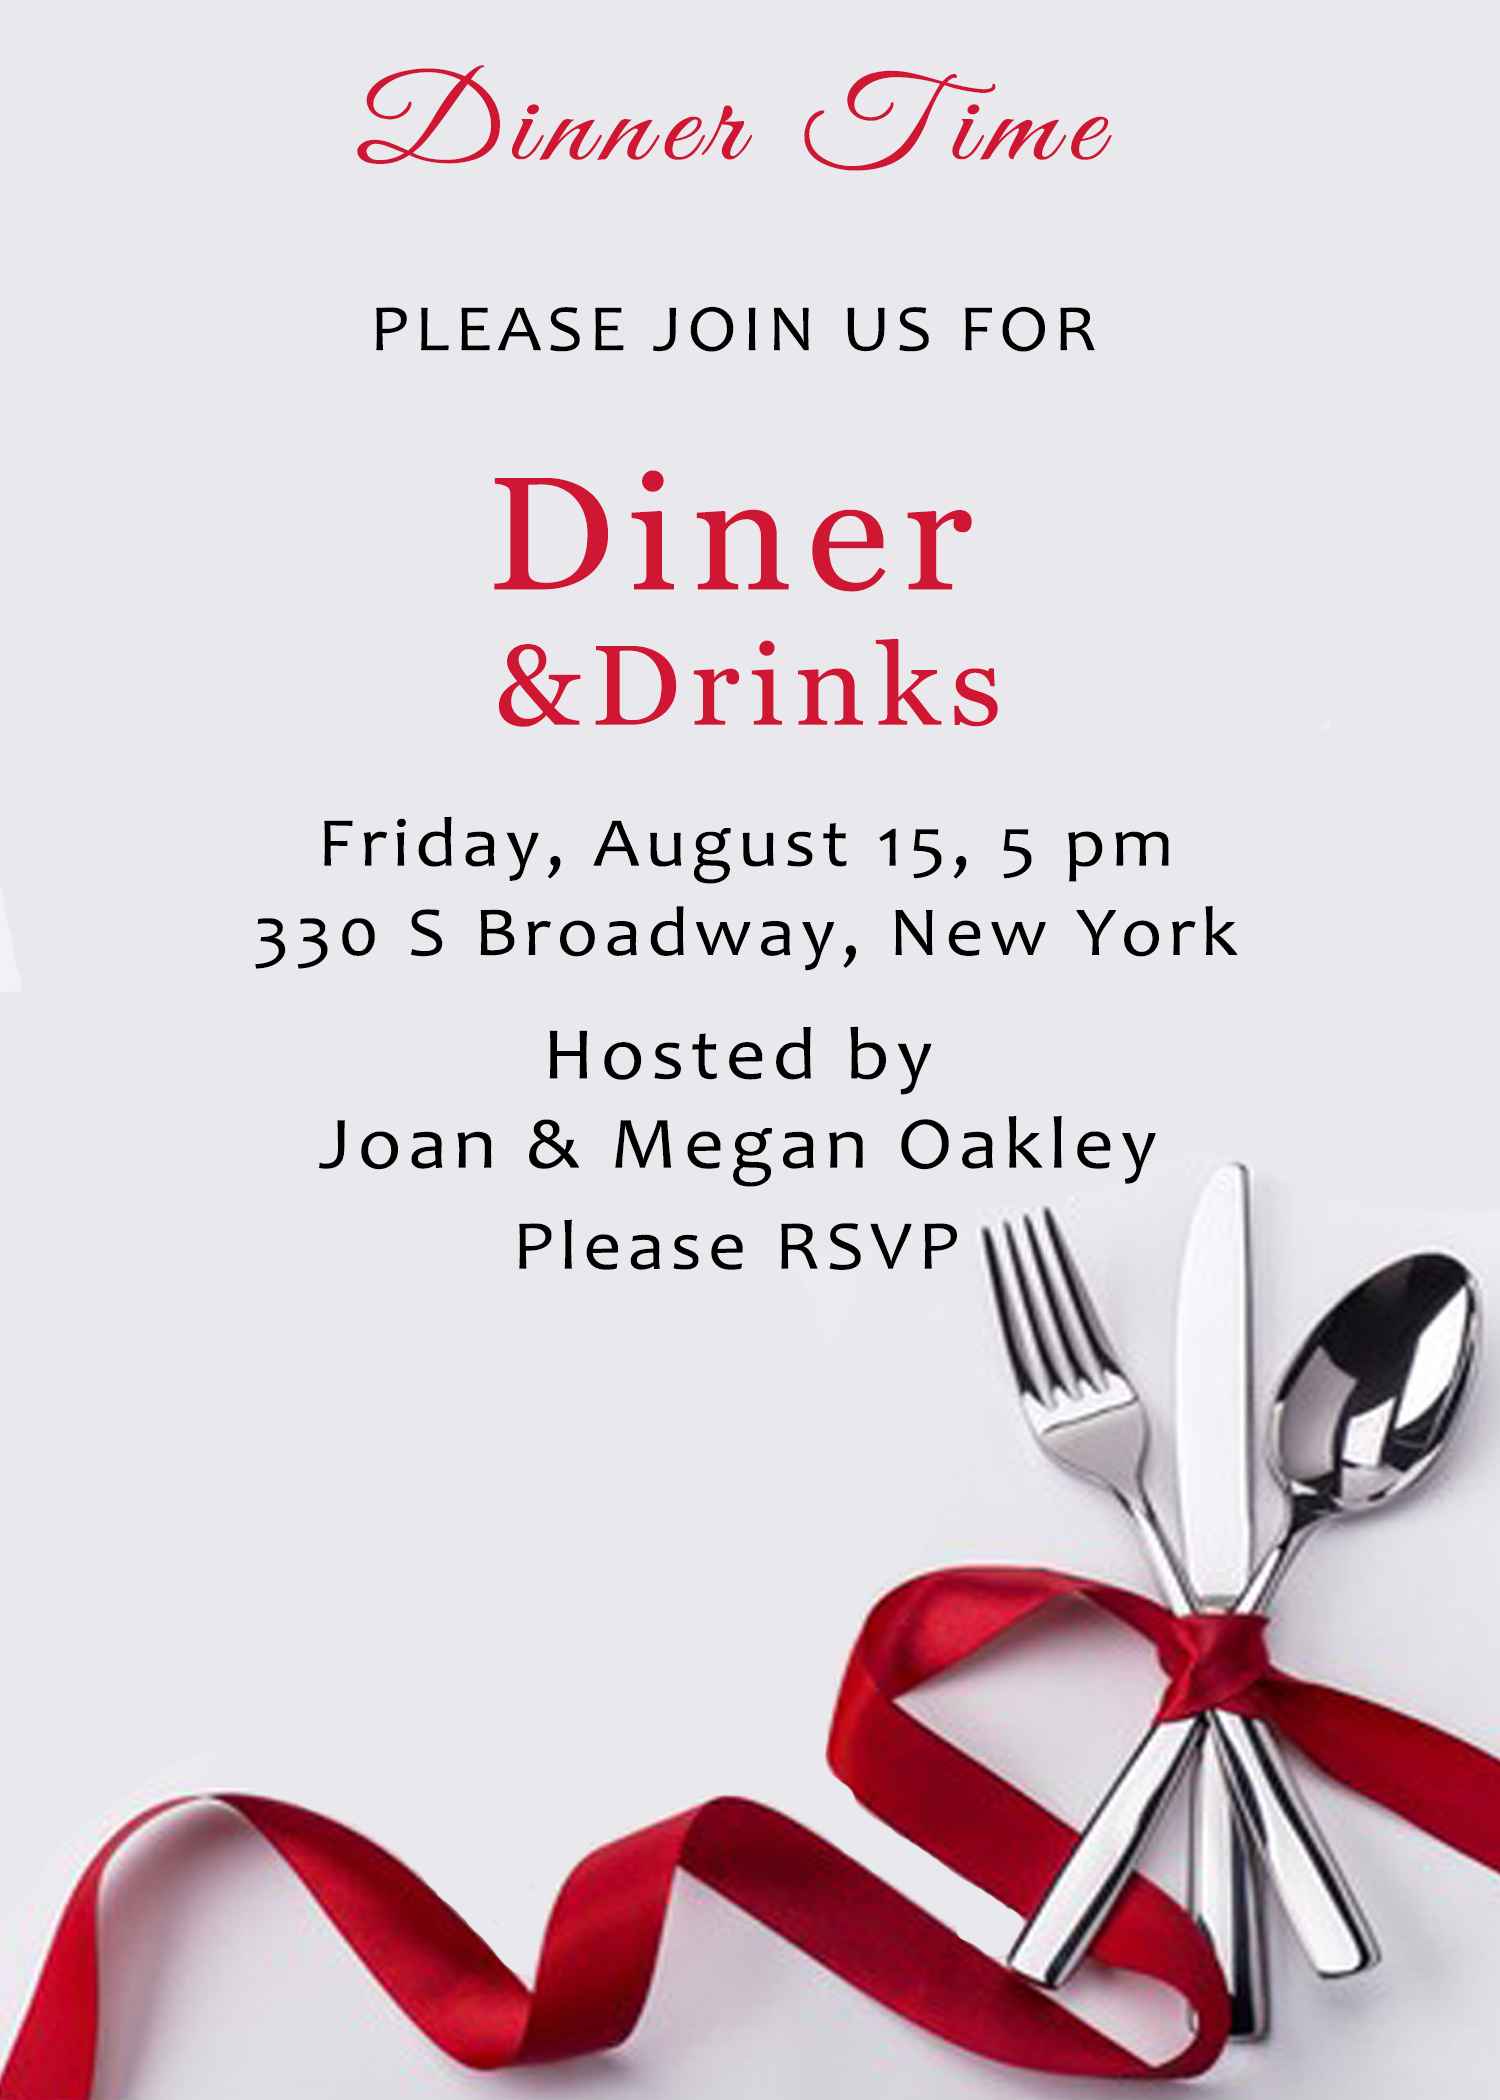 Dinner Time
PLEASE JOIN US FOR
Diner
&Drinks
Friday, August 15, 5 pm
330 S Broadway, New York
Hosted by
Joan & Megan Oakley
Please RSVP